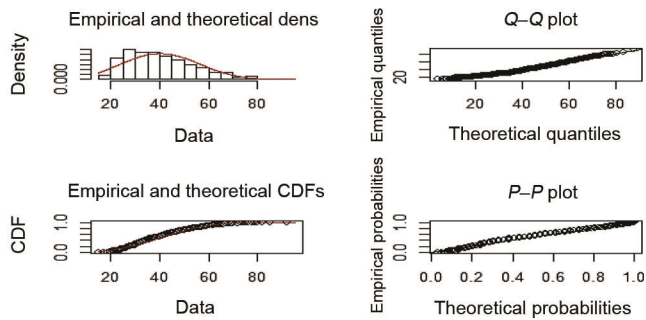 Empirical and theoretical dens
Density
0.000
20 40 60 80
Data
Q–Q plot
Empirical quantiles
20
20 40 60 80
Theoretical quantiles
Empirical and theoretical CDFs
CDF
0.0 1.0
20 40 60 80
Data
P–P plot
Empirical probabilities
0.0 1.0
0.0 0.2 0.4 0.6 0.8 1.0
Theoretical probabilities